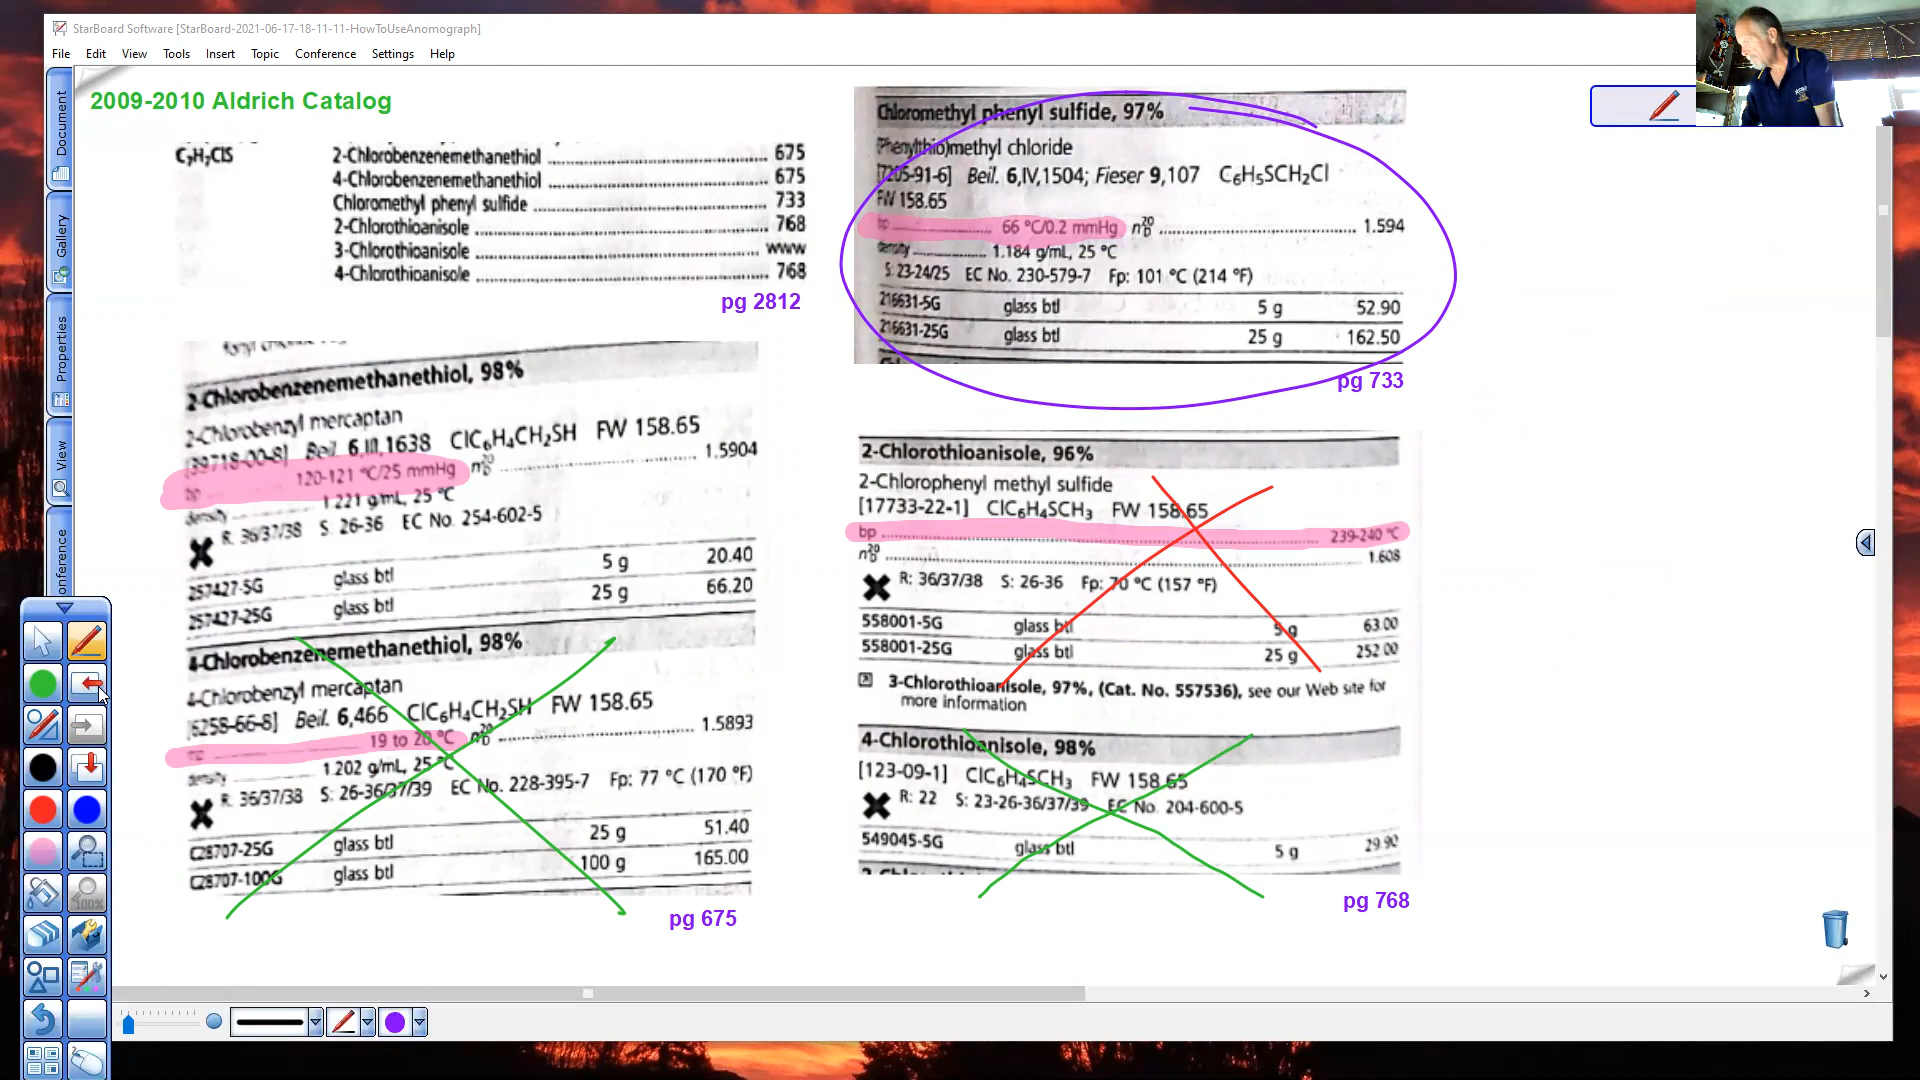 StarBoard Software [StarBoard-2021-06-17-18-11-11-HowToUseAnomograph]
File Edit View Tools Insert Topic Conference Settings Help
Document
Gallery
Properties
View
onference
2009-2010 Aldrich Catalog
C₇H₇ClS 2-Chlorobenzenemethanethiol 675
4-Chlorobenzenemethanethiol 675
Chloromethyl phenyl sulfide 733
2-Chlorothioanisole 768
3-Chlorothioanisole www
4-Chlorothioanisole 768
pg 2812
2-Chlorobenzenemethanethiol, 98%
2-Chlorobenzyl mercaptan
[39718-00-8] Beil. 6,III,1638 ClC₆H₄CH₂SH FW 158.65
bp 120-121 °C/25 mmHg n²⁰D 1.5904
density 1.221 g/mL, 25 °C
R: 36/37/38 S: 26-36 EC No. 254-602-5
257427-5G glass btl 5 g 20.40
257427-25G glass btl 25 g 66.20
4-Chlorobenzenemethanethiol, 98%
4-Chlorobenzyl mercaptan
[6258-66-8] Beil. 6,466 ClC₆H₄CH₂SH FW 158.65
mp 19 to 20 °C n²⁰D 1.5893
density 1.202 g/mL, 25 °C
R: 36/37/38 S: 26-36/37/39 EC No. 228-395-7 Fp: 77 °C (170 °F)
C28707-25G glass btl 25 g 51.40
C28707-100G glass btl 100 g 165.00
pg 675
Chloromethyl phenyl sulfide, 97%
(Phenylthio)methyl chloride
[7205-91-6] Beil. 6,IV,1504; Fieser 9,107 C₆H₅SCH₂Cl
FW 158.65
bp 66 °C/0.2 mmHg n²⁰D 1.594
density 1.184 g/mL, 25 °C
S: 23-24/25 EC No. 230-579-7 Fp: 101 °C (214 °F)
216631-5G glass btl 5 g 52.90
216631-25G glass btl 25 g 162.50
pg 733
2-Chlorothioanisole, 96%
2-Chlorophenyl methyl sulfide
[17733-22-1] ClC₆H₄SCH₃ FW 158.65
bp 239-240 °C
n²⁰D 1.608
R: 36/37/38 S: 26-36 Fp: 70 °C (157 °F)
558001-5G glass btl 5 g 63.00
558001-25G glass btl 25 g 252.00
3-Chlorothioanisole, 97%, (Cat. No. 557536), see our Web site for
more information
4-Chlorothioanisole, 98%
[123-09-1] ClC₆H₄SCH₃ FW 158.65
R: 22 S: 23-26-36/37/39 EC No. 204-600-5
549045-5G glass btl 5 g 29.90
pg 768
100%